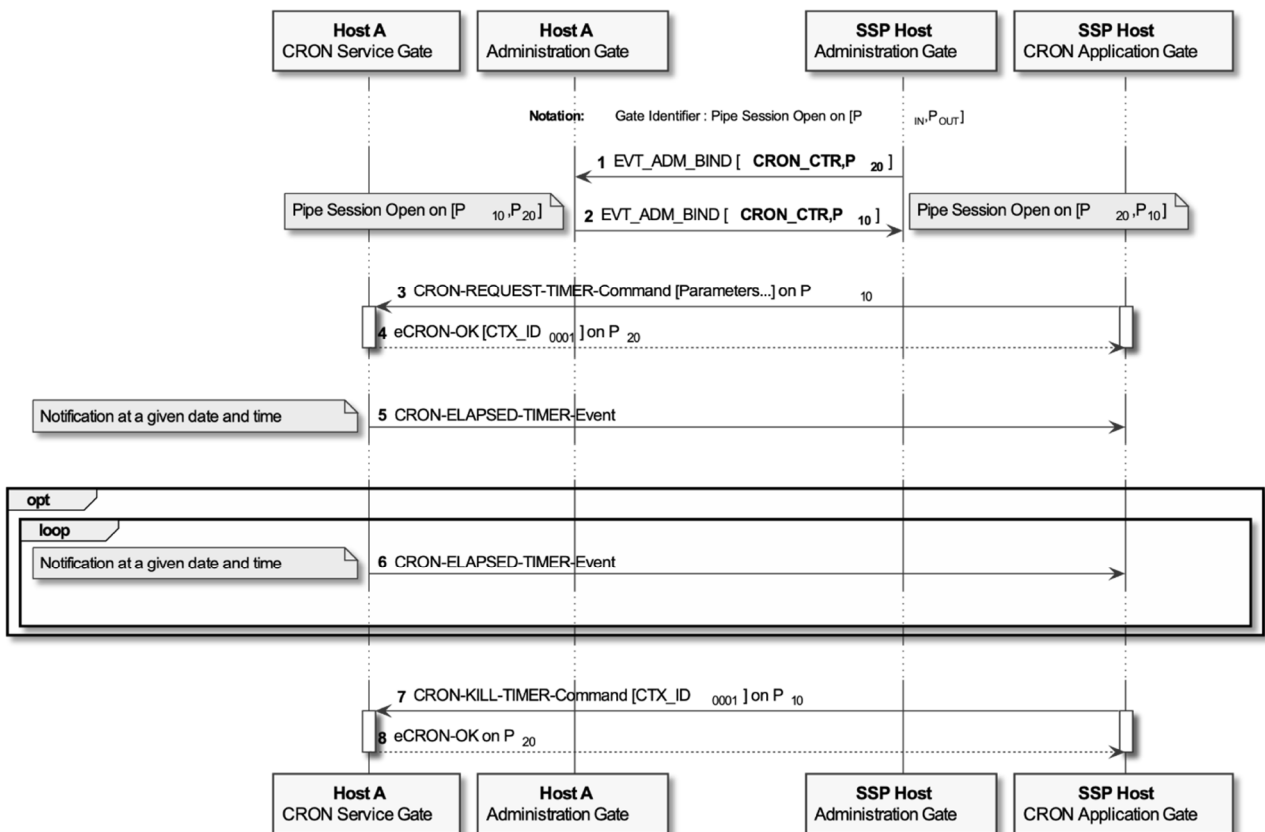 Host A
CRON Service Gate
Host A
Administration Gate
SSP Host
Administration Gate
SSP Host
CRON Application Gate
Notation: Gate Identifier : Pipe Session Open on [P IN,POUT]
1 EVT_ADM_BIND [ CRON_CTR,P 20 ]
Pipe Session Open on [P 10 ,P20]
2 EVT_ADM_BIND [ CRON_CTR,P 10 ]
Pipe Session Open on [P 20 ,P10]
3 CRON-REQUEST-TIMER-Command [Parameters...] on P 10
4 eCRON-OK [CTX_ID 0001 ] on P 20
Notification at a given date and time
5 CRON-ELAPSED-TIMER-Event
opt
loop
Notification at a given date and time
6 CRON-ELAPSED-TIMER-Event
7 CRON-KILL-TIMER-Command [CTX_ID 0001 ] on P 10
8 eCRON-OK on P 20
Host A
CRON Service Gate
Host A
Administration Gate
SSP Host
Administration Gate
SSP Host
CRON Application Gate